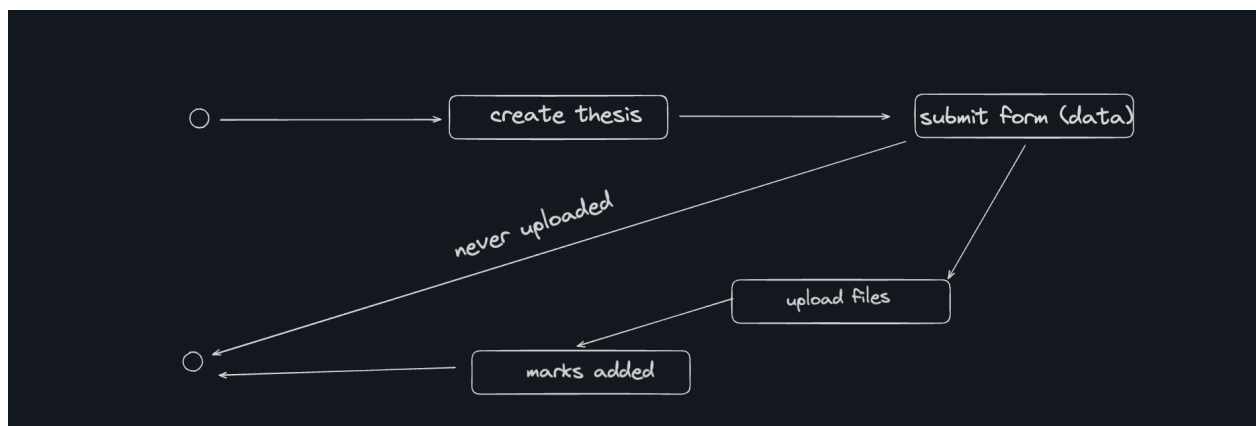 create thesis
submit form (data)
never uploaded
upload files
marks added